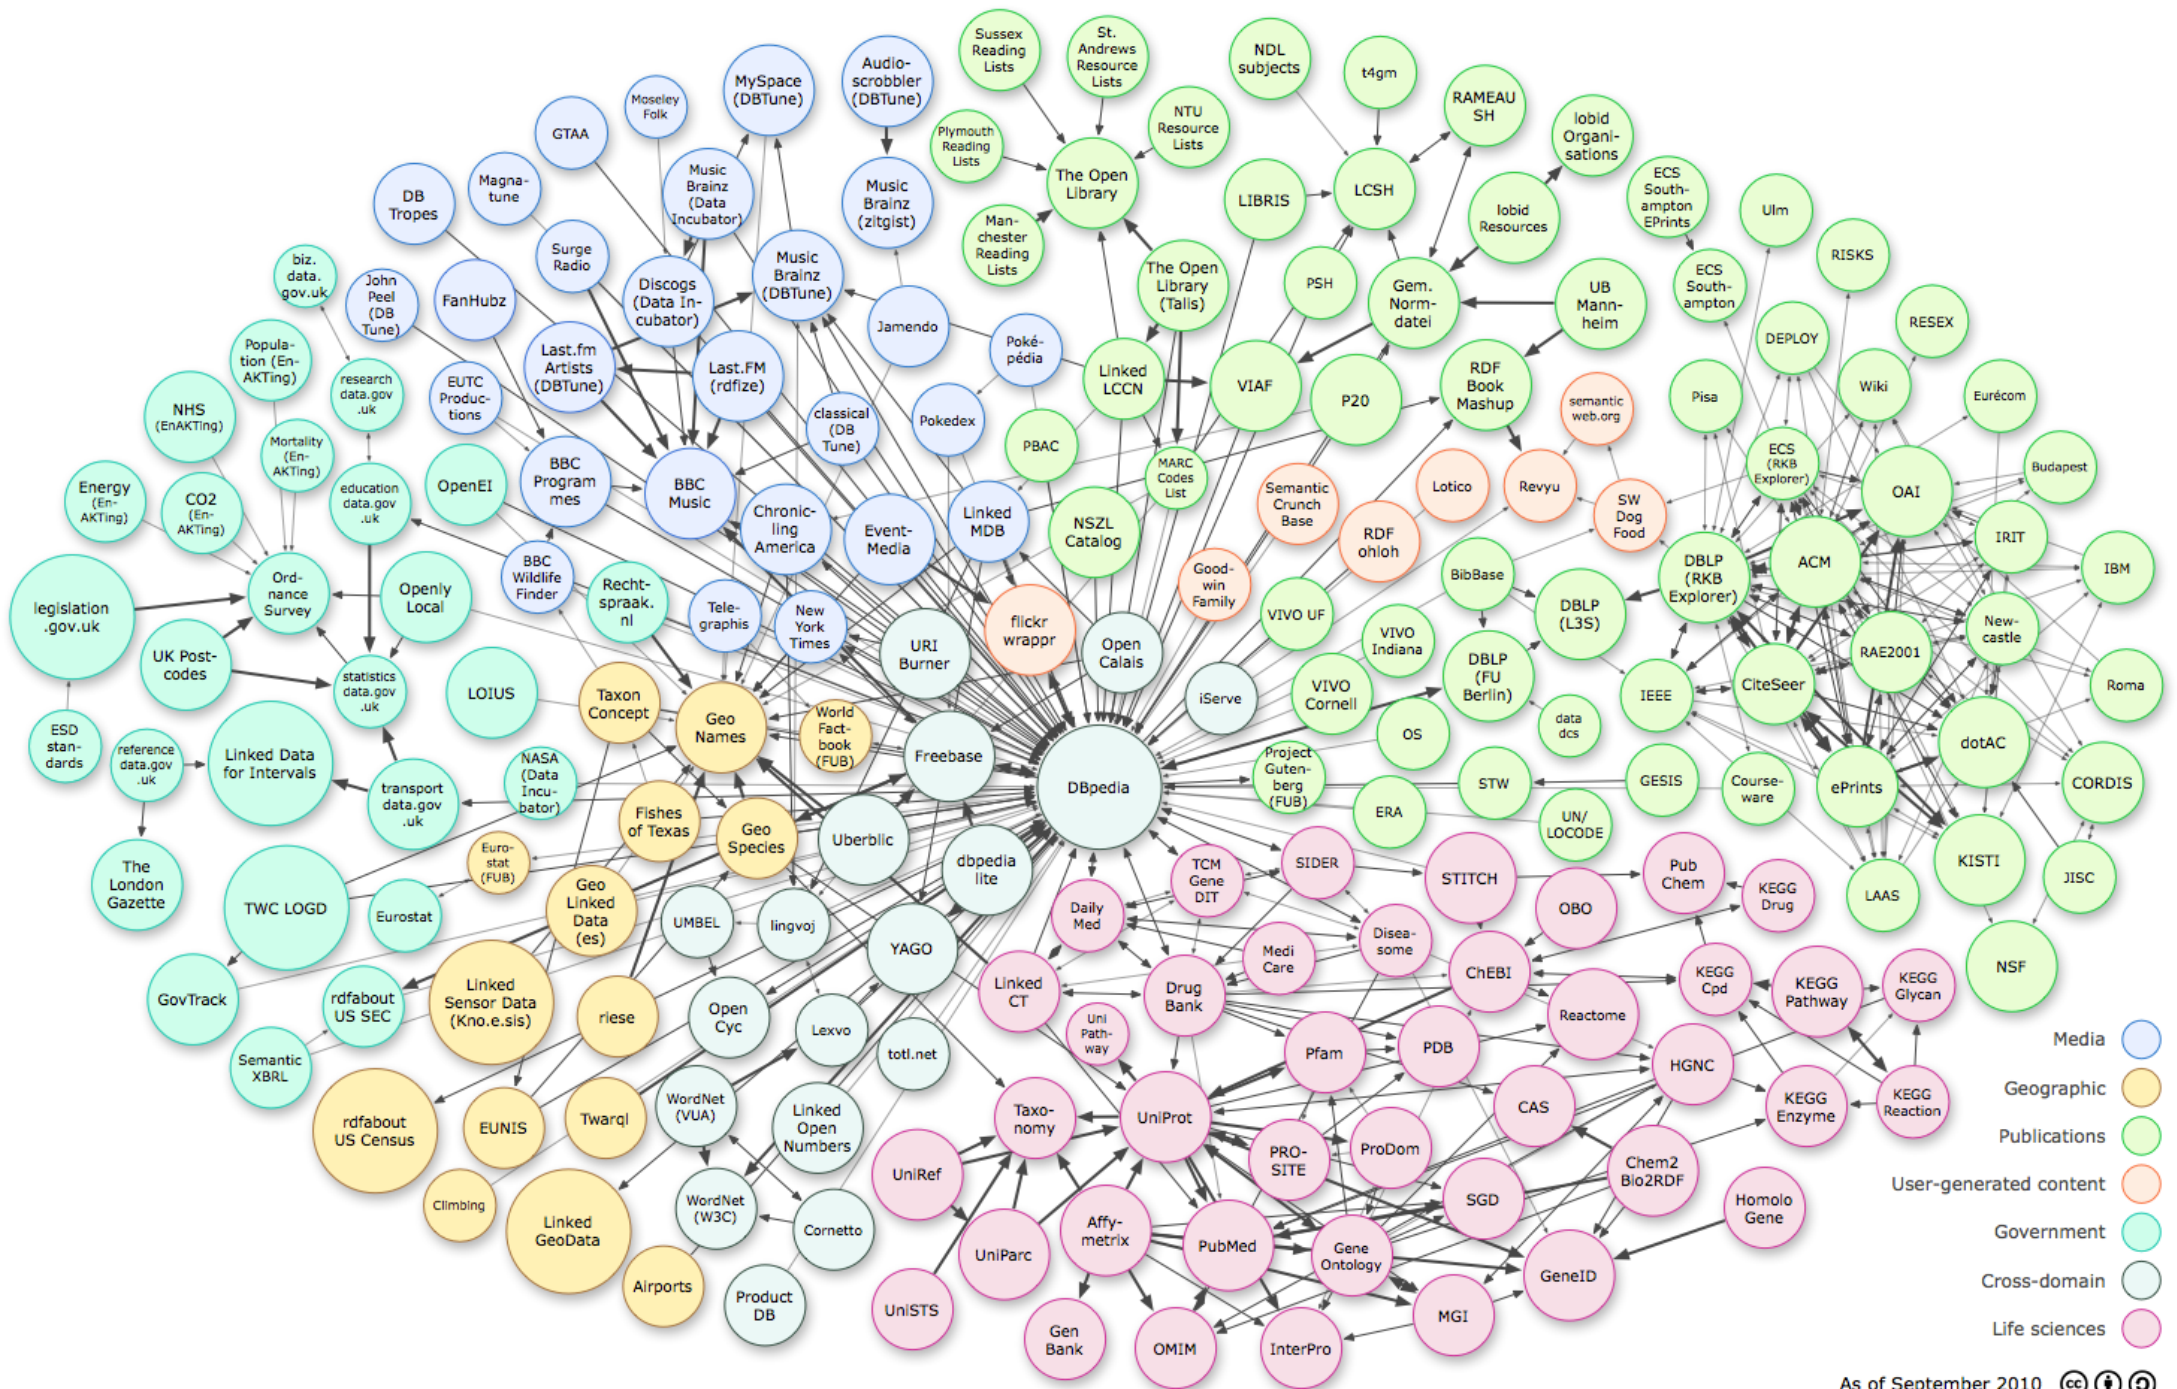 Sussex
Reading
Lists
St.
Andrews
Resource
Lists
NDL
subjects
t4gm
RAMEAU
SH
lobid
Organi-
sations
Audio-
scrobbler
(DBTune)
MySpace
(DBTune)
Moseley
Folk
GTAA
Plymouth
Reading
Lists
NTU
Resource
Lists
The Open
Library
LCSH
LIBRIS
lobid
Resources
ECS
South-
ampton
EPrints
Ulm
DB
Tropes
Magna-
tune
Music
Brainz
(Data
Incubator)
Music
Brainz
(zitgist)
Man-
chester
Reading
Lists
RISKS
biz.
data.
gov.uk
John
Peel
(DB
Tune)
FanHubz
Surge
Radio
Discogs
(Data In-
cubator)
Music
Brainz
(DBTune)
Jamendo
Poké-
pédia
The Open
Library
(Talis)
PSH
Gem.
Norm-
datei
UB
Mann-
heim
ECS
South-
ampton
DEPLOY
RESEX
Popula-
tion (En-
AKTing)
research
data.gov
.uk
EUTC
Produc-
tions
Last.fm
Artists
(DBTune)
Last.FM
(rdfize)
classical
(DB
Tune)
Pokedex
Linked
LCCN
VIAF
P20
RDF
Book
Mashup
semantic
web.org
Pisa
Wiki
Eurécom
NHS
(EnAKTing)
Mortality
(En-
AKTing)
PBAC
MARC
Codes
List
ECS
(RKB
Explorer)
OAI
Budapest
Energy
(En-
AKTing)
CO2
(En-
AKTing)
education
data.gov
.uk
OpenEI
BBC
Program
mes
BBC
Music
Chronic-
ling
America
Event-
Media
Linked
MDB
NSZL
Catalog
Semantic
Crunch
Base
RDF
ohloh
Lotico
Revyu
SW
Dog
Food
IRIT
legislation
.gov.uk
Ord-
nance
Survey
Openly
Local
BBC
Wildlife
Finder
Recht-
spraak.
nl
Tele-
graphis
New
York
Times
URI
Burner
flickr
wrappr
Open
Calais
Good-
win
Family
VIVO UF
VIVO
Indiana
BibBase
DBLP
(L3S)
DBLP
(RKB
Explorer)
ACM
IBM
New-
castle
UK Post-
codes
statistics
data.gov
.uk
LOIUS
Taxon
Concept
Geo
Names
World
Fact-
book
(FUB)
Freebase
iServe
VIVO
Cornell
DBLP
(FU
Berlin)
IEEE
CiteSeer
RAE2001
Roma
ESD
stan-
dards
reference
data.gov
.uk
Linked Data
for Intervals
transport
data.gov
.uk
NASA
(Data
Incu-
bator)
Fishes
of Texas
Geo
Species
Uberblic
DBpedia
OS
data
dcs
Project
Guten-
berg
(FUB)
STW
GESIS
Course-
ware
ePrints
dotAC
CORDIS
ERA
UN/
LOCODE
The
London
Gazette
TWC LOGD
Euro-
stat
(FUB)
Eurostat
Geo
Linked
Data
(es)
UMBEL
lingvoj
dbpedia
lite
Daily
Med
TCM
Gene
DIT
SIDER
STITCH
Pub
Chem
KEGG
Drug
LAAS
KISTI
JISC
OBO
YAGO
Medi
Care
Disea-
some
GovTrack
rdfabout
US SEC
Linked
Sensor Data
(Kno.e.sis)
riese
Open
Cyc
Lexvo
Linked
CT
Drug
Bank
ChEBI
Reactome
KEGG
Cpd
KEGG
Pathway
KEGG
Glycan
NSF
Semantic
XBRL
totl.net
Uni
Path-
way
Pfam
PDB
HGNC
Media
rdfabout
US Census
EUNIS
Twarql
WordNet
(VUA)
Linked
Open
Numbers
Taxo-
nomy
UniProt
PRO-
SITE
ProDom
CAS
KEGG
Enzyme
KEGG
Reaction
Geographic
Publications
Climbing
Linked
GeoData
WordNet
(W3C)
Cornetto
UniRef
Affy-
metrix
PubMed
Gene
Ontology
SGD
Chem2
Bio2RDF
Homolo
Gene
User-generated content
UniParc
Government
Airports
Product
DB
UniSTS
Gen
Bank
OMIM
InterPro
MGI
GeneID
Cross-domain
Life sciences
As of September 2010
cc